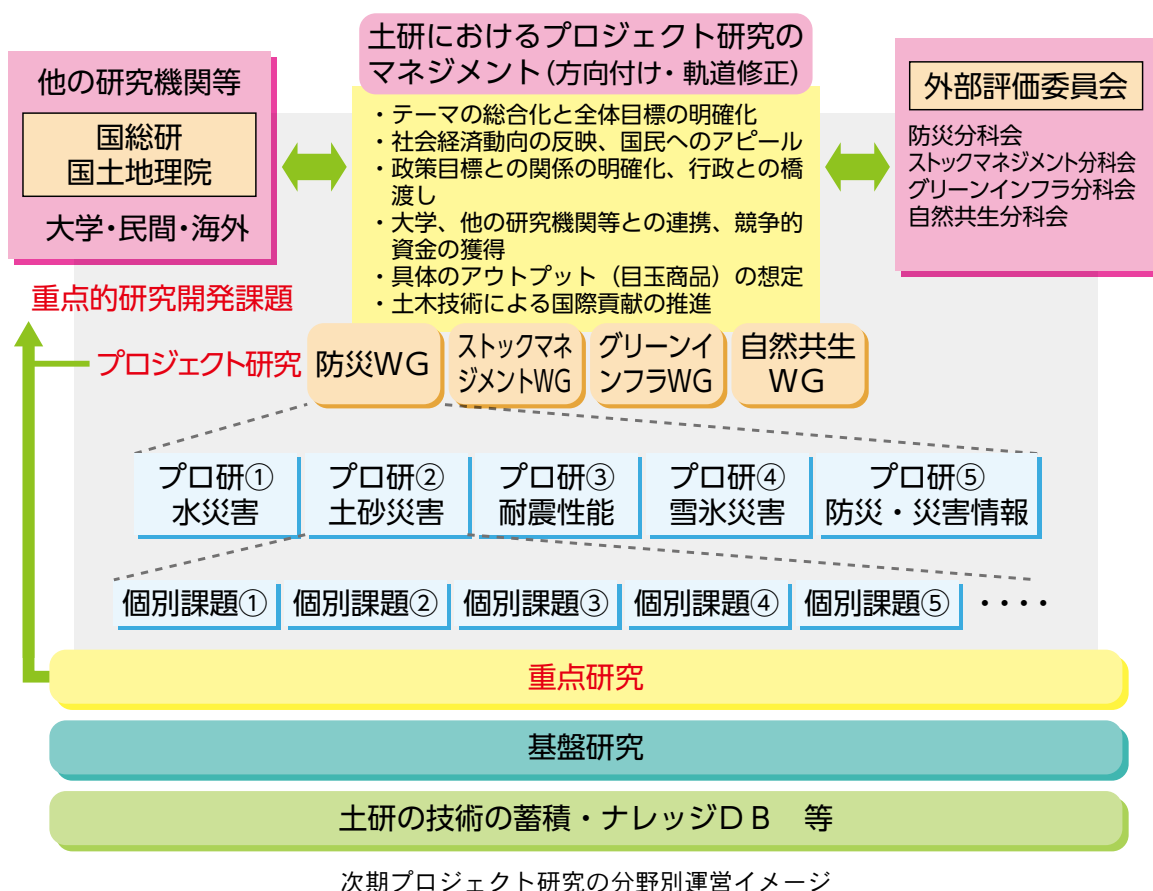 土研におけるプロジェクト研究の
マネジメント（方向付け・軌道修正）
他の研究機関等
国総研
国土地理院
大学・民間・海外
・テーマの総合化と全体目標の明確化
・社会経済動向の反映、国民へのアピール
・政策目標との関係の明確化、行政との橋
渡し
・大学、他の研究機関等との連携、競争的
資金の獲得
・具体のアウトプット（目玉商品）の想定
・土木技術による国際貢献の推進
外部評価委員会
防災分科会
ストックマネジメント分科会
グリーンインフラ分科会
自然共生分科会
重点的研究開発課題
プロジェクト研究
防災WG
ストックマネ
ジメントWG
グリーンイ
ンフラWG
自然共生
WG
プロ研①
水災害
プロ研②
土砂災害
プロ研③
耐震性能
プロ研④
雪氷災害
プロ研⑤
防災・災害情報
個別課題①
個別課題②
個別課題③
個別課題④
個別課題⑤
・・・・
重点研究
基盤研究
土研の技術の蓄積・ナレッジＤＢ　等
次期プロジェクト研究の分野別運営イメージ